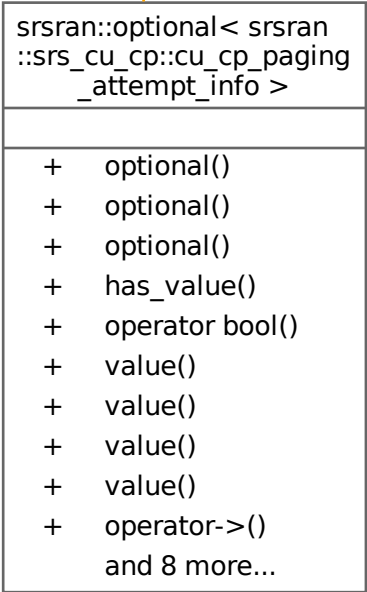 srsran::optional< srsran
::srs_cu_cp::cu_cp_paging
_attempt_info >
+ optional()
+ optional()
+ optional()
+ has_value()
+ operator bool()
+ value()
+ value()
+ value()
+ value()
+ operator->()
and 8 more...